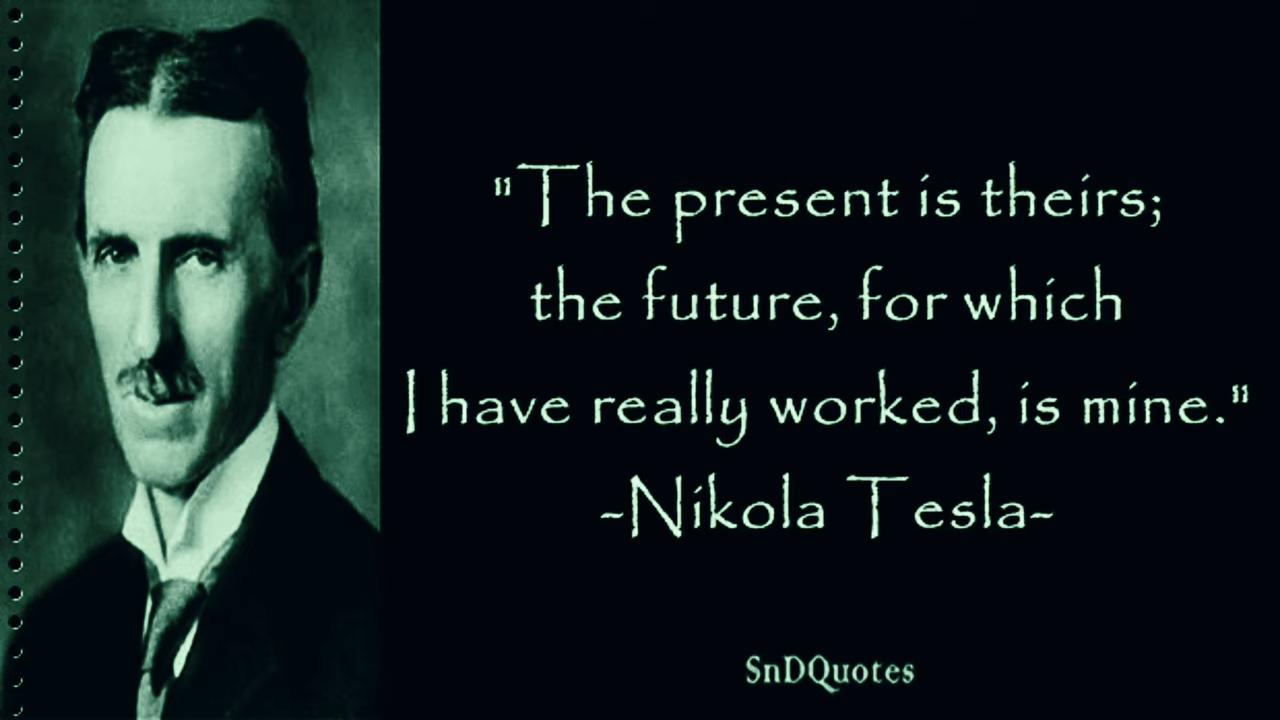 "The present is theirs;
the future, for which
I have really worked, is mine."
-Nikola Tesla-
SnDQuotes